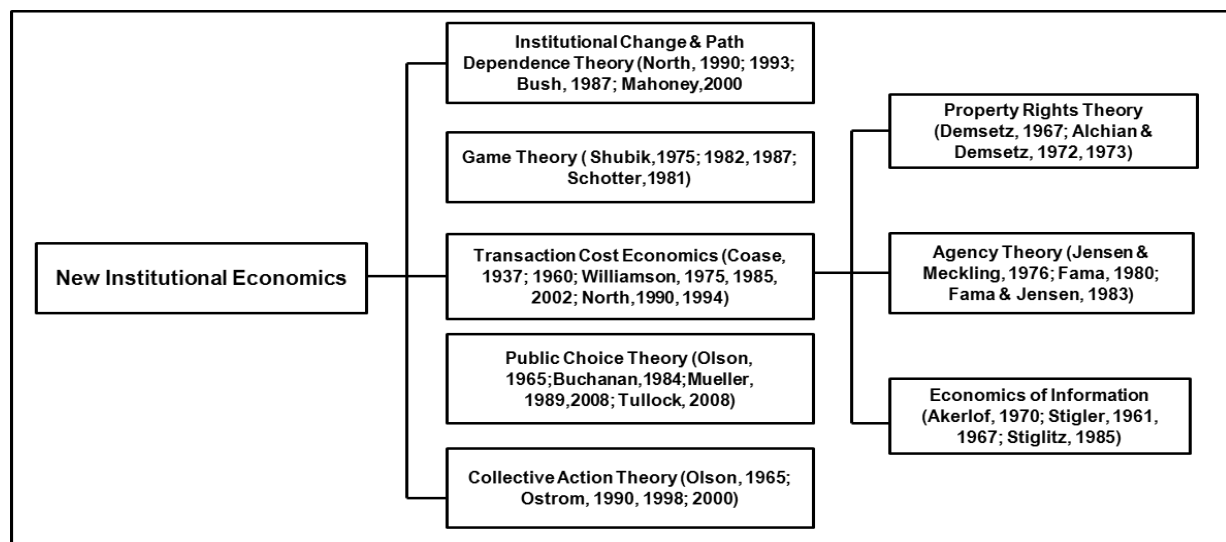 Institutional Change & Path
Dependence Theory (North, 1990; 1993;
Bush, 1987; Mahoney,2000
Game Theory ( Shubik,1975; 1982, 1987;
Schotter,1981)
New Institutional Economics
Transaction Cost Economics (Coase,
1937; 1960; Williamson, 1975, 1985,
2002; North,1990, 1994)
Public Choice Theory (Olson,
1965;Buchanan,1984;Mueller,
1989,2008; Tullock, 2008)
Collective Action Theory (Olson, 1965;
Ostrom, 1990, 1998; 2000)
Property Rights Theory
(Demsetz, 1967; Alchian &
Demsetz, 1972, 1973)
Agency Theory (Jensen &
Meckling, 1976; Fama, 1980;
Fama & Jensen, 1983)
Economics of Information
(Akerlof, 1970; Stigler, 1961,
1967; Stiglitz, 1985)